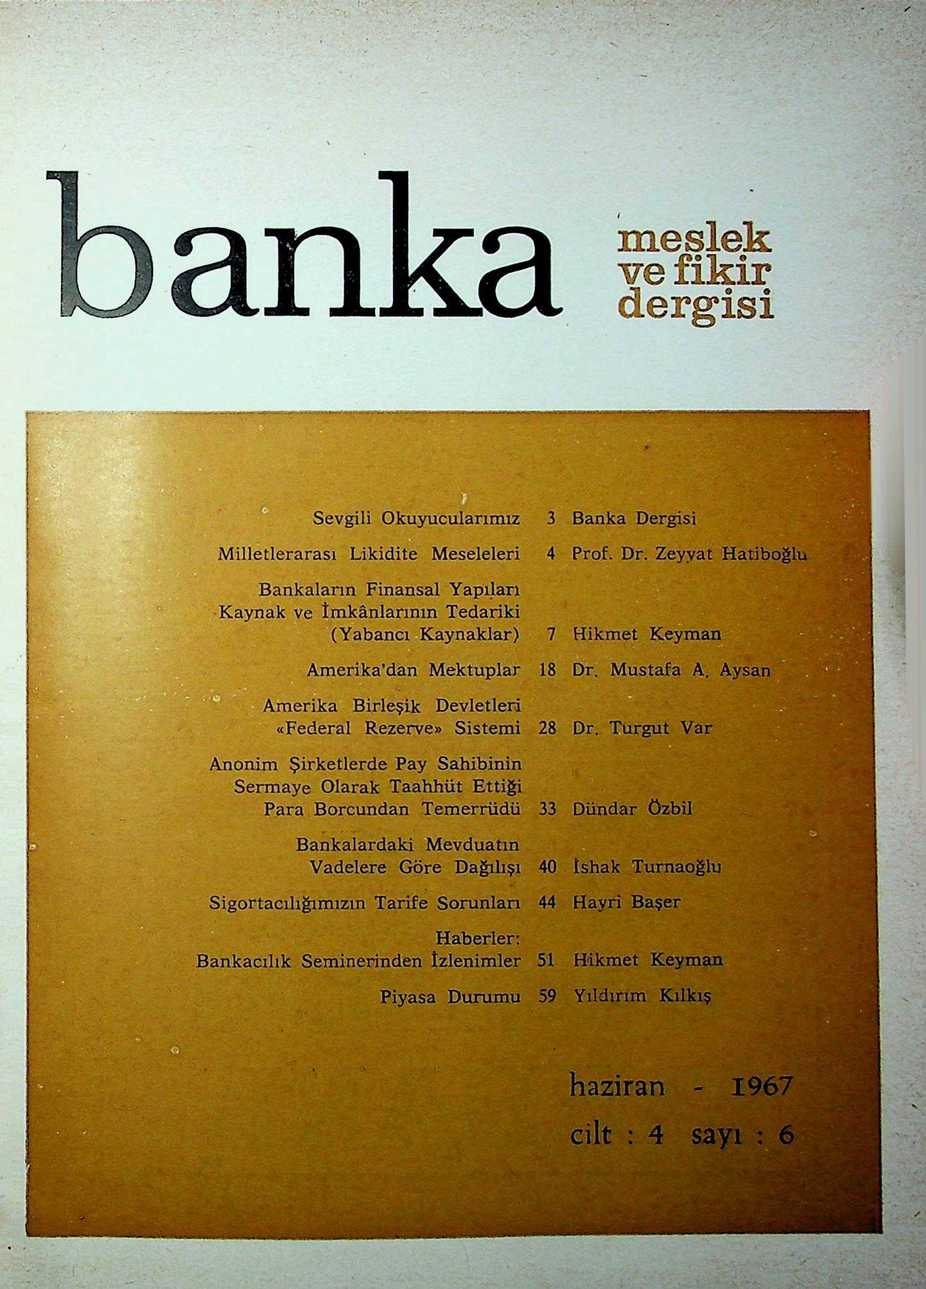 banka
meslek
ve fikir
dergisi
Sevgili Okuyucularımız 3 Banka Dergisi
Milletlerarası Likidite Meseleleri 4 Prof. Dr. Zeyyat Hatiboğlu
Bankaların Finansal Yapıları
Kaynak ve İmkânlarının Tedariki
(Yabancı Kaynaklar) 7 Hikmet Keyman
Amerika'dan Mektuplar 18 Dr. Mustafa A. Aysan
Amerika Birleşik Devletleri
«Federal Rezerve» Sistemi 28 Dr. Turgut Var
Anonim Şirketlerde Pay Sahibinin
Sermaye Olarak Taahhüt Ettiği
Para Borcundan Temerrüdü 33 Dündar Özbil
Bankalardaki Mevduatın
Vadelere Göre Dağılışı 40 İshak Turnaoğlu
Sigortacılığımızın Tarife Sorunları 44 Hayri Başer
Haberler:
Bankacılık Seminerinden İzlenimler 51 Hikmet Keyman
Piyasa Durumu 59 Yıldırım Kılkış
haziran - 1967
cilt : 4 sayı : 6